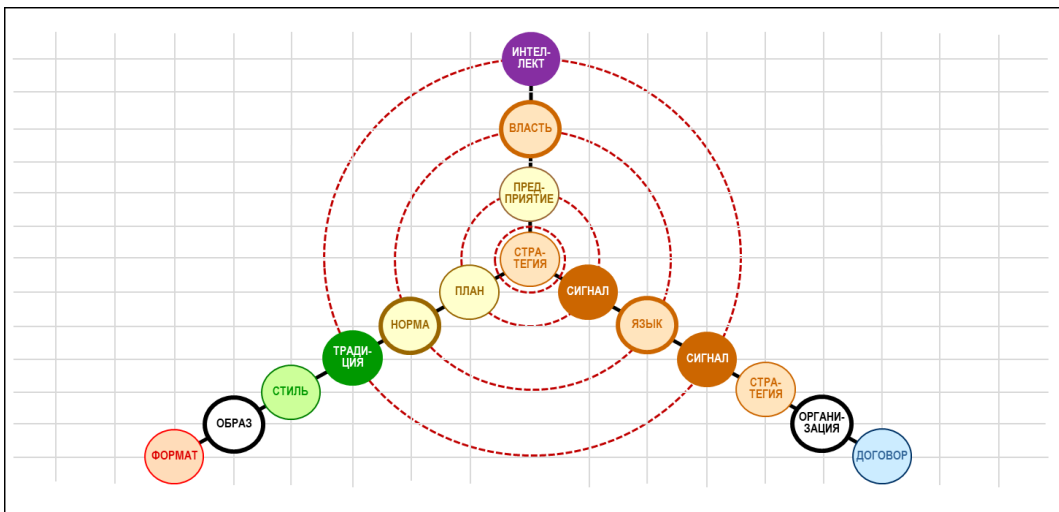 ИНТЕЛ-
ЛЕКТ
ВЛАСТЬ
ПРЕД-
ПРИЯТИЕ
СТРА-
ТЕГИЯ
ПЛАН
СИГНАЛ
НОРМА
ЯЗЫК
ТРАДИ-
ЦИЯ
СИГНАЛ
СТИЛЬ
СТРА-
ТЕГИЯ
ОБРАЗ
ОРГАНИ-
ЗАЦИЯ
ФОРМАТ
ДОГОВОР